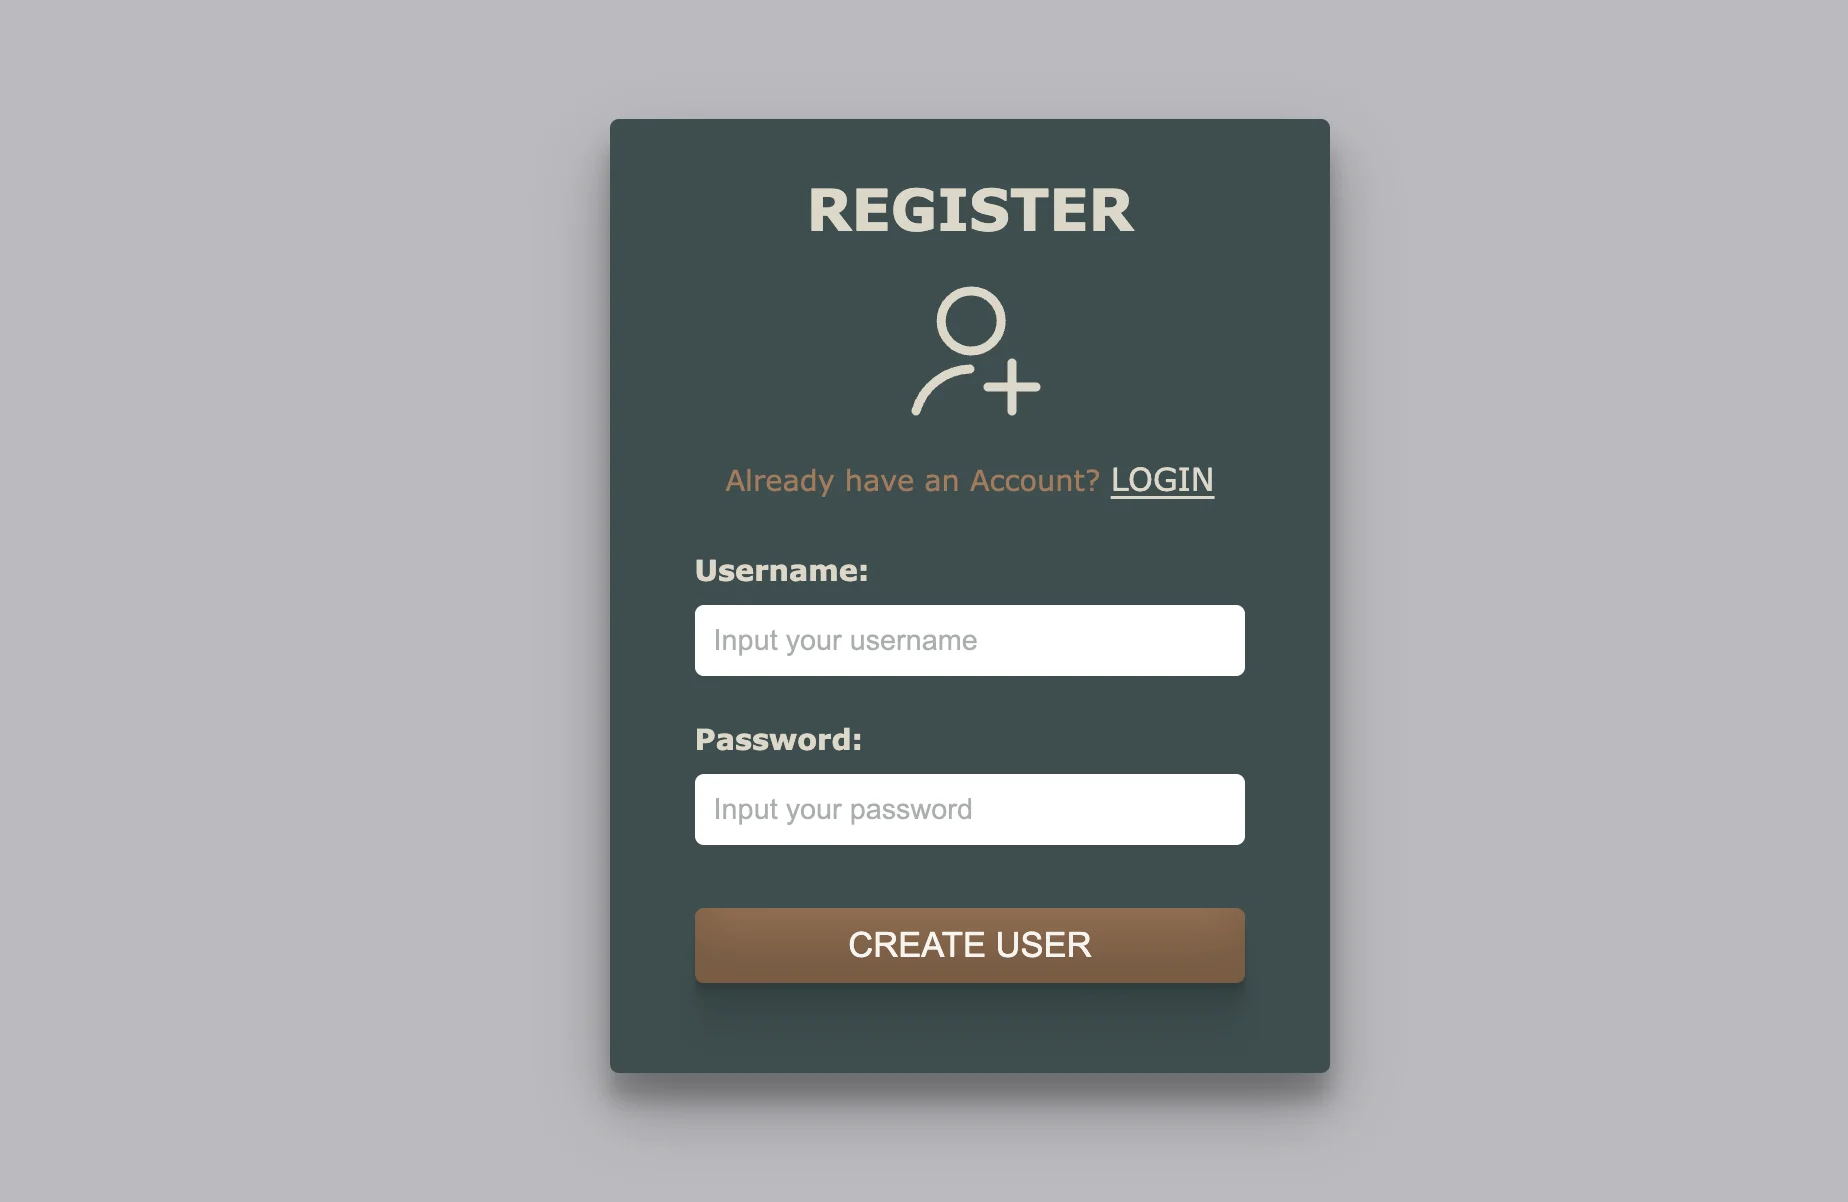 REGISTER
Already have an Account? LOGIN
Username:
Input your username
Password:
Input your password
CREATE USER